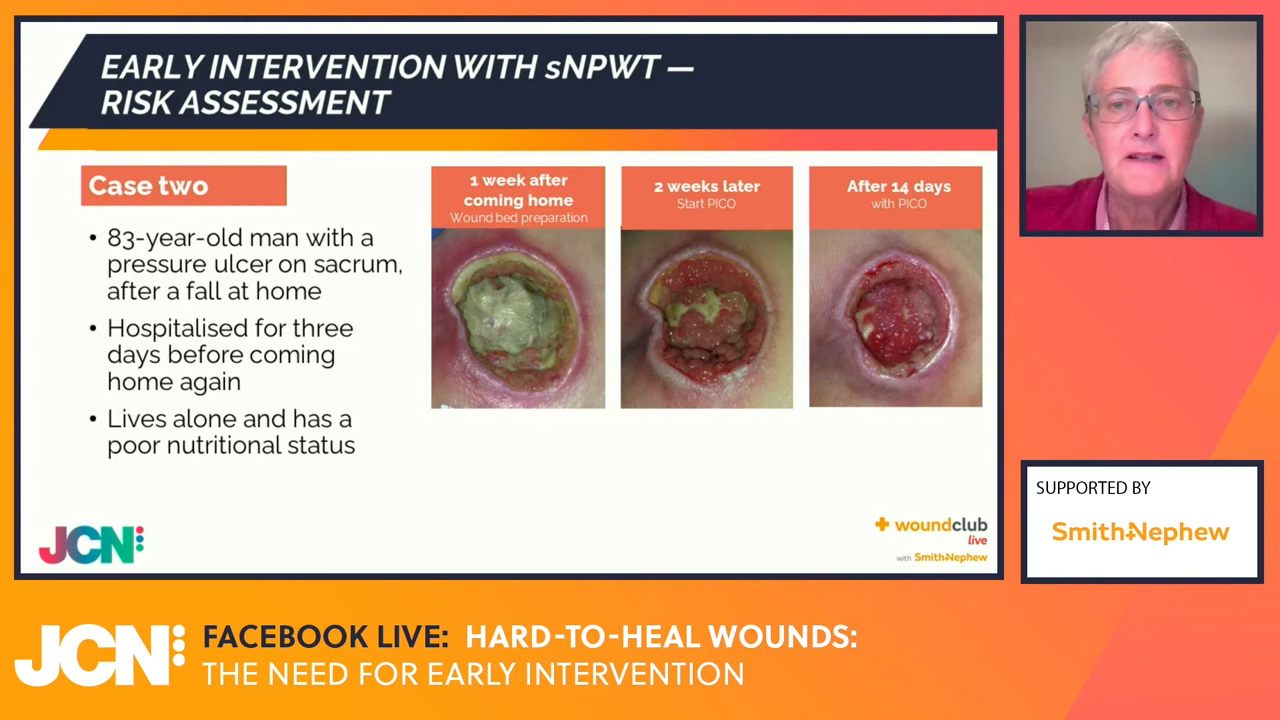 EARLY INTERVENTION WITH sNPWT —
RISK ASSESSMENT
Case two
• 83-year-old man with a
pressure ulcer on sacrum,
after a fall at home
• Hospitalised for three
days before coming
home again
• Lives alone and has a
poor nutritional status
1 week after
coming home
Wound bed preparation
2 weeks later
Start PICO
After 14 days
with PICO
JCN
woundclub
live
with Smith+Nephew
SUPPORTED BY
Smith+Nephew
JCN
FACEBOOK LIVE: HARD-TO-HEAL WOUNDS:
THE NEED FOR EARLY INTERVENTION